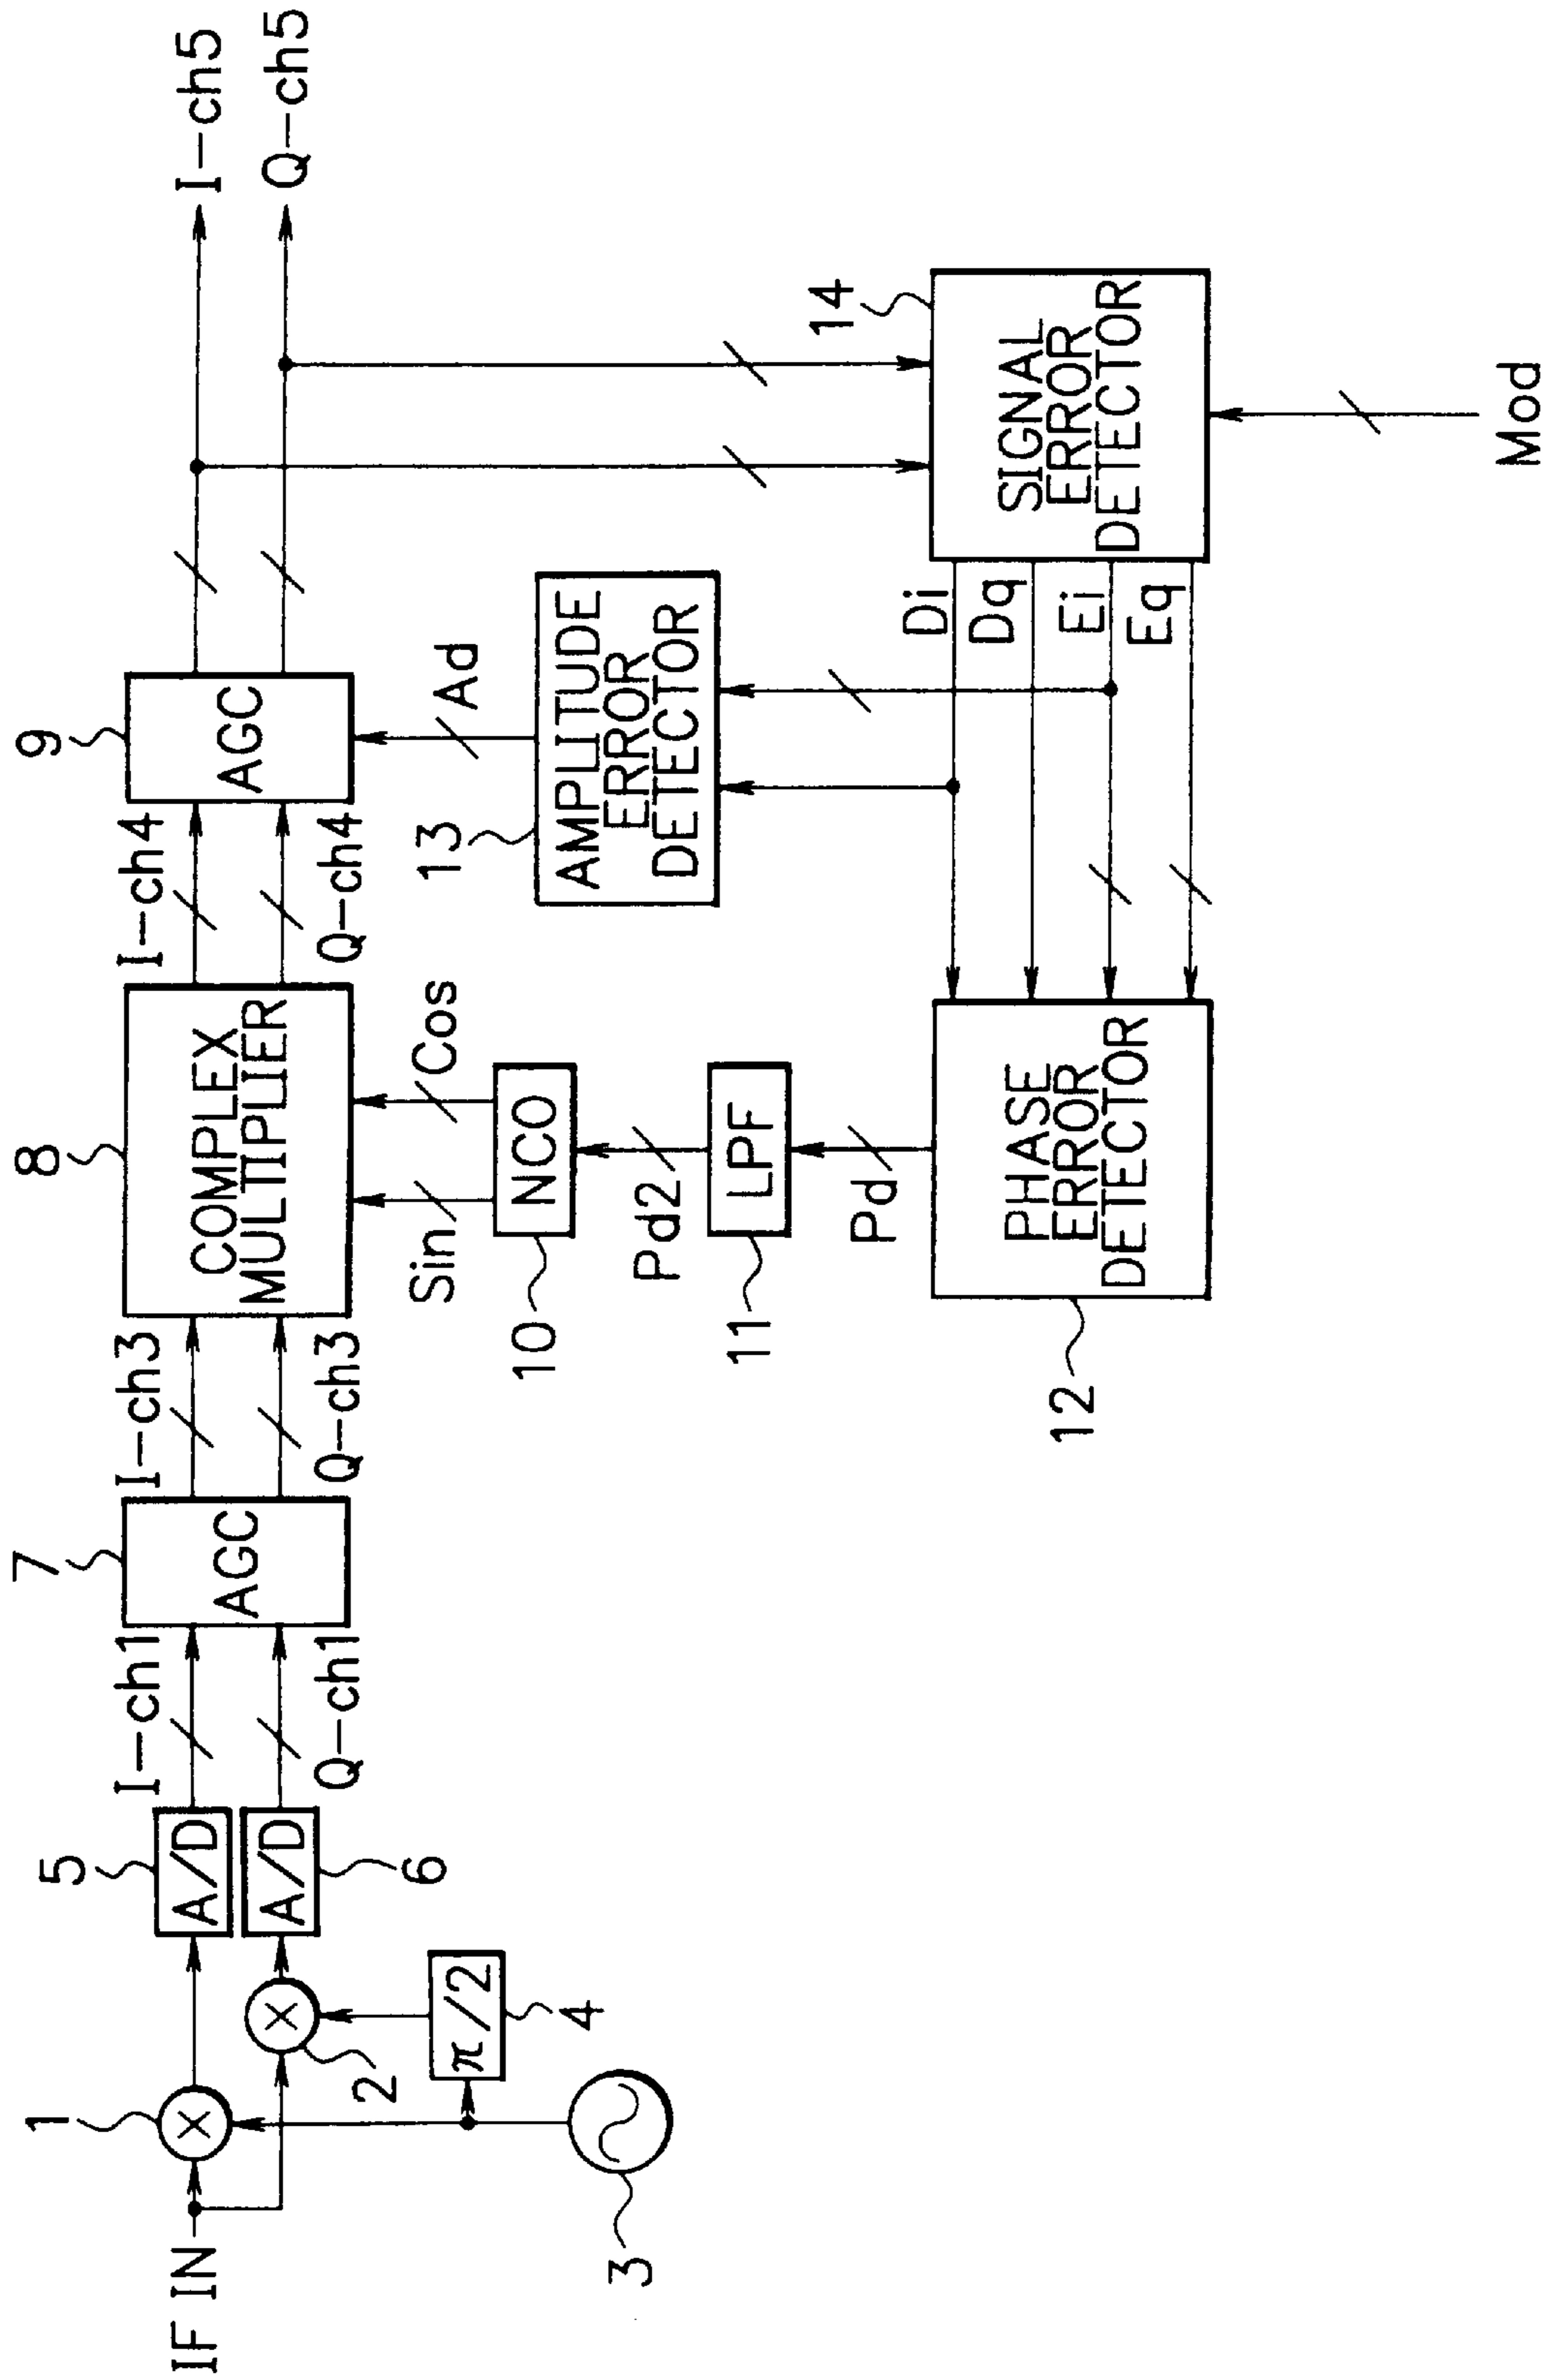 IF IN
1
2
3
4
π/2
5
A/D
6
A/D
I-ch1
Q-ch1
7
AGC
I-ch3
Q-ch3
8
COMPLEX
MULTIPLIER
I-ch4
Q-ch4
9
AGC
I-ch5
Q-ch5
Sin
Cos
10
NCO
Pd2
11
LPF
Pd
12
PHASE
ERROR
DETECTOR
13
AMPLITUDE
ERROR
DETECTOR
Ad
Di
Dq
Ei
Eq
14
SIGNAL
ERROR
DETECTOR
Mod